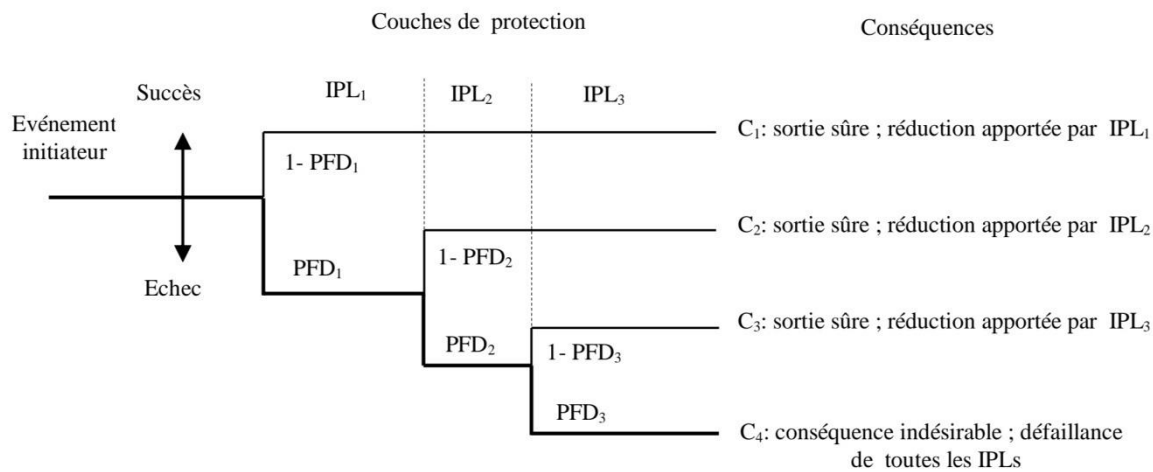 Couches de protection
Conséquences
IPL₁
IPL₂
IPL₃
Succès
Evénement
initiateur
Echec
1- PFD₁
PFD₁
1- PFD₂
PFD₂
1- PFD₃
PFD₃
C₁: sortie sûre ; réduction apportée par IPL₁
C₂: sortie sûre ; réduction apportée par IPL₂
C₃: sortie sûre ; réduction apportée par IPL₃
C₄: conséquence indésirable ; défaillance
de toutes les IPLs